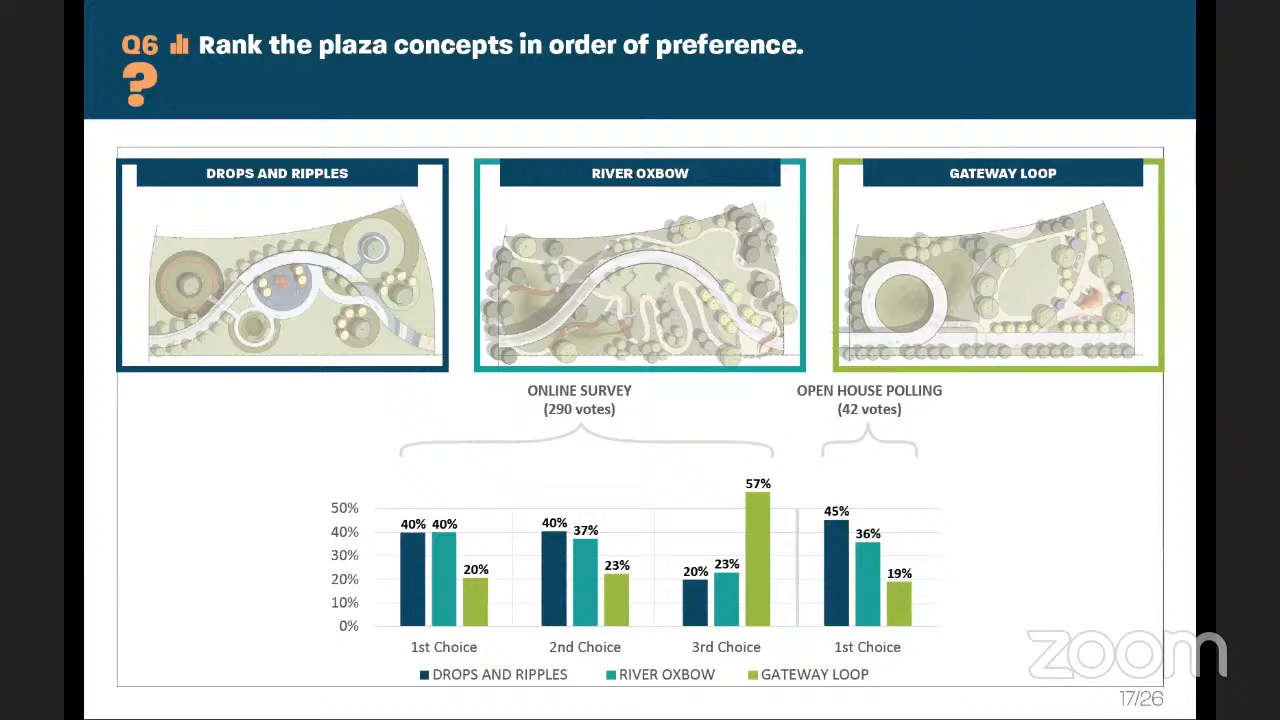 Q6 Rank the plaza concepts in order of preference.
?
DROPS AND RIPPLES
RIVER OXBOW
GATEWAY LOOP
ONLINE SURVEY
(290 votes)
OPEN HOUSE POLLING
(42 votes)
50%
40%
30%
20%
10%
0%
40% 40% 20%
40% 37% 23%
20% 23% 57%
45% 36% 19%
1st Choice 2nd Choice 3rd Choice 1st Choice
DROPS AND RIPPLES RIVER OXBOW GATEWAY LOOP
zoom
17/26